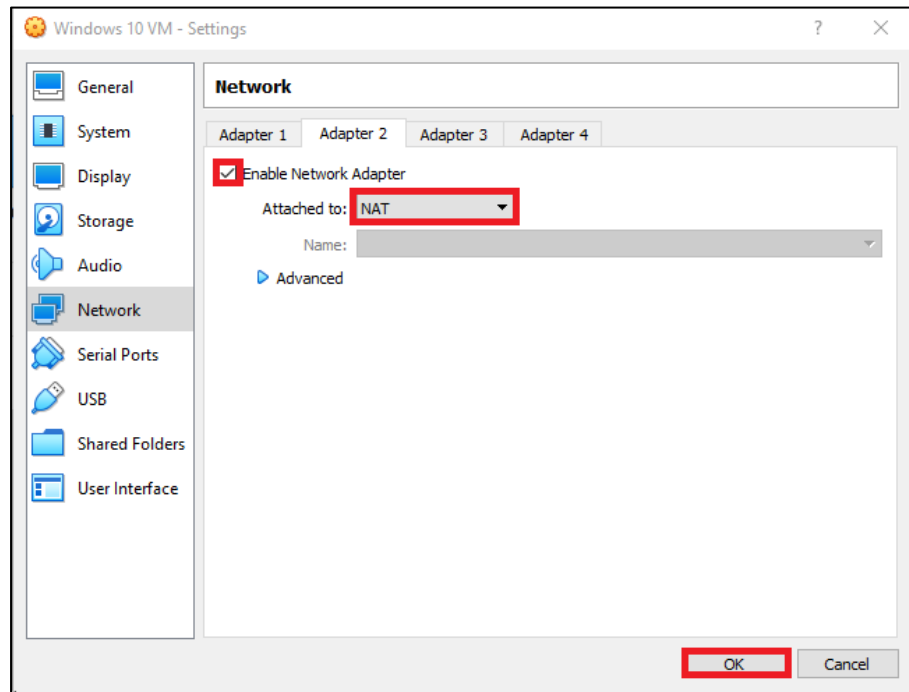 Windows 10 VM - Settings
?
General
System
Display
Storage
Audio
Network
Serial Ports
USB
Shared Folders
User Interface
Network
Adapter 1 Adapter 2 Adapter 3 Adapter 4
Enable Network Adapter
Attached to: NAT
Name:
Advanced
OK Cancel